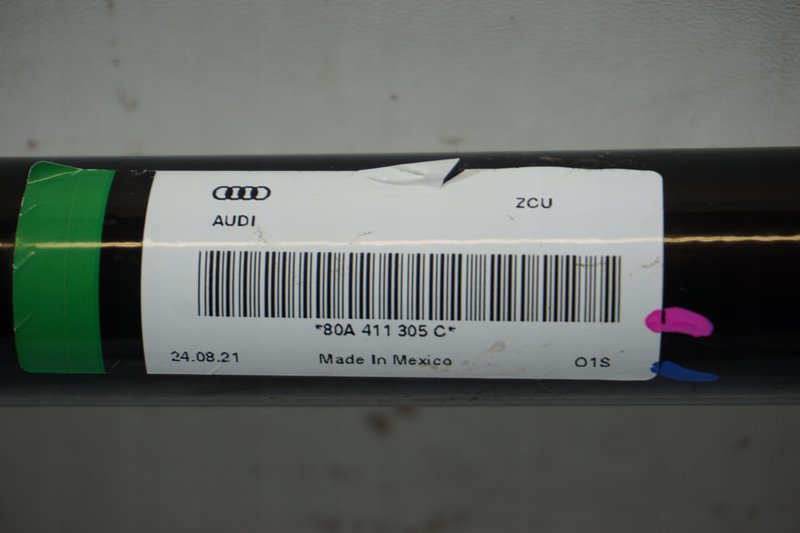 AUDI ZCU
*80A 411 305 C*
24.08.21 Made In Mexico O1S